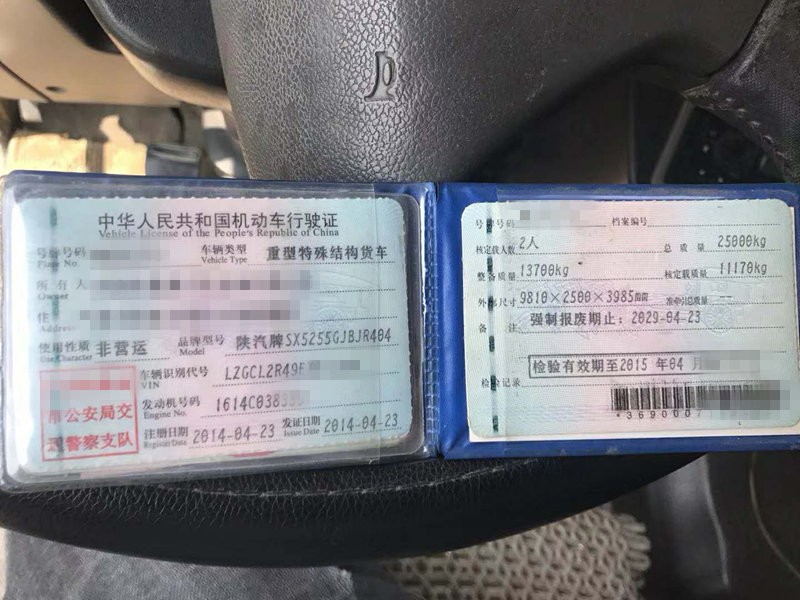 中华人民共和国机动车行驶证
Vehicle License of the People's Republic of China
号牌号码
Plate No.
车辆类型 重型特殊结构货车
Vehicle Type
所有人
Owner
住
Address
使用性质 非营运
Use Character
品牌型号 陕汽牌SX5255GJBJR404
Model
车辆识别代号 LZGCL2R49
VIN
发动机号码 1614C0383
Engine No.
注册日期 2014-04-23
Register Date
发证日期 2014-04-23
Issue Date
公安局交
警察支队
号牌号码
档案编号
核定载人数 2人
总质量 25000kg
整备质量 13700kg
核定载质量 11170kg
外廓尺寸 9810×2500×3985mm
准牵引总质量 --
备注 强制报废期止：2029-04-23
检验有效期至2015 年04 月
检验记录
*3690007